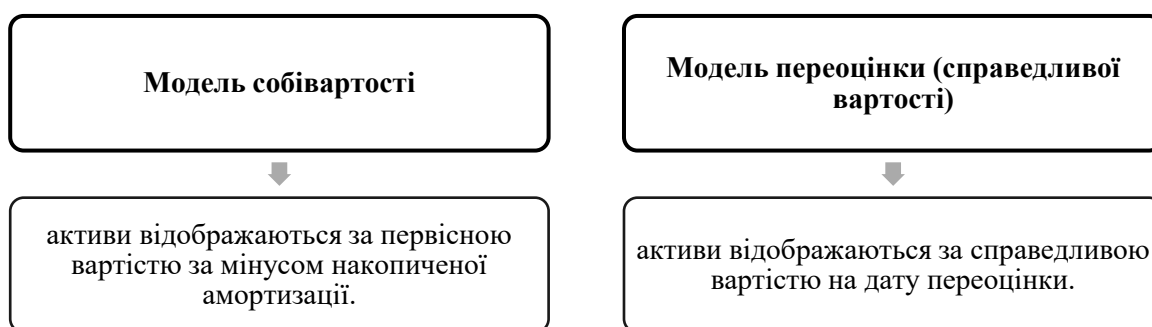 Модель собівартості
активи відображаються за первісною
вартістю за мінусом накопиченої
амортизації.
Модель переоцінки (справедливої
вартості)
активи відображаються за справедливою
вартістю на дату переоцінки.